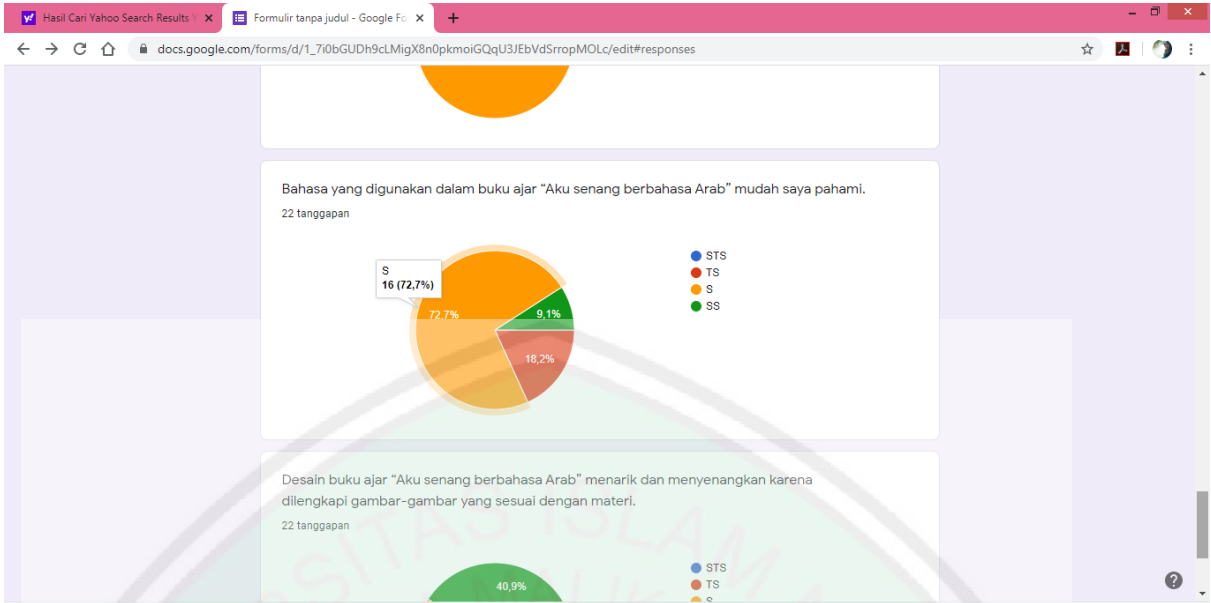 Hasil Cari Yahoo Search Results Y
Formulir tanpa judul - Google Fo
docs.google.com/forms/d/1_7i0bGUDh9cLMigX8n0pkmoiGQqU3JEbVdSrropMOLc/edit#responses
Bahasa yang digunakan dalam buku ajar “Aku senang berbahasa Arab” mudah saya pahami.
22 tanggapan
STS
TS
S
SS
S
16 (72,7%)
72,7%
9,1%
18,2%
Desain buku ajar “Aku senang berbahasa Arab” menarik dan menyenangkan karena
dilengkapi gambar-gambar yang sesuai dengan materi.
22 tanggapan
40,9%
STS
TS
S
SITAS ISLAM
MALIK